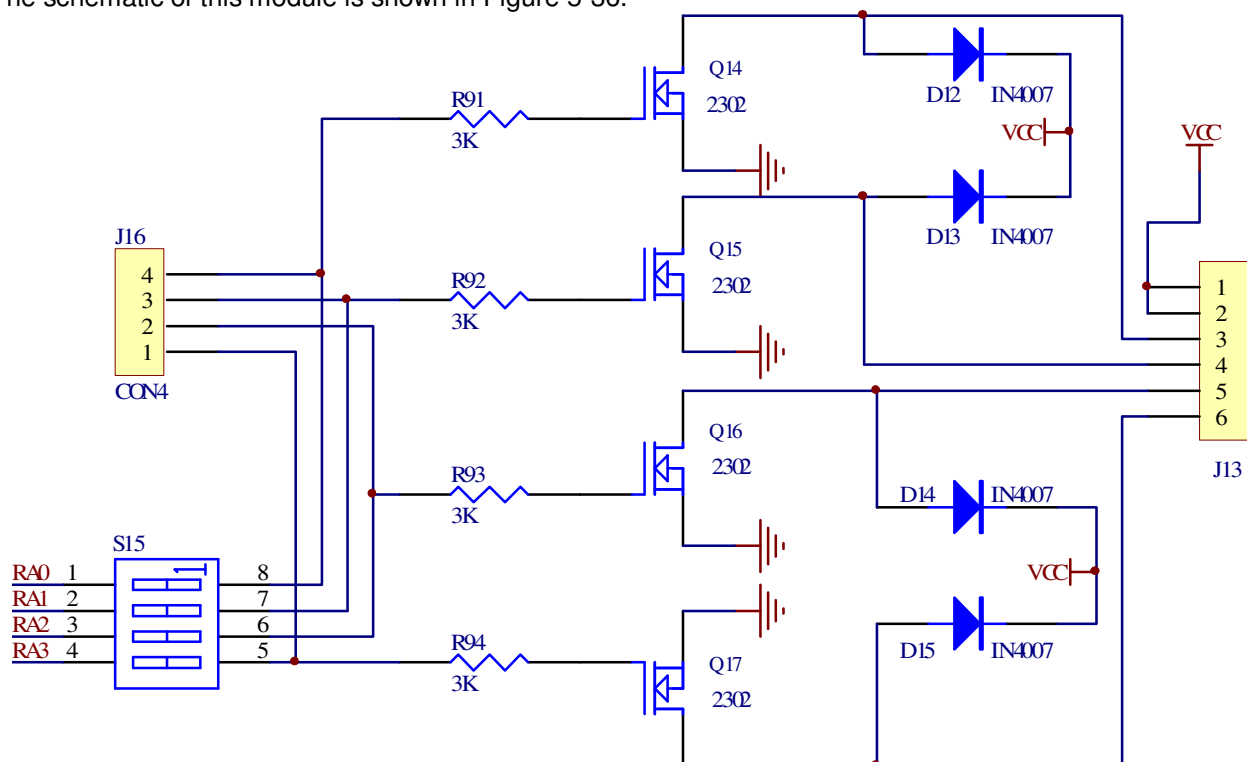 he schematic of this module is shown in Figure 5-36.
Q14
2302
R91
3K
D12 IN4007
VCC
VCC
D13 IN4007
J16
4
3
2
1
CON4
Q15
2302
R92
3K
1
2
3
4
5
6
J13
Q16
2302
R93
3K
D14 IN4007
VCC
D15 IN4007
S15
1
RA0 1 8
RA1 2 7
RA2 3 6
RA3 4 5
R94
3K
Q17
2302